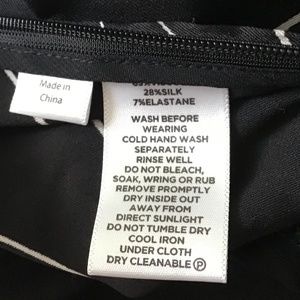 Made in
China
28%SILK
7%ELASTANE
WASH BEFORE
WEARING
COLD HAND WASH
SEPARATELY
RINSE WELL
DO NOT BLEACH,
SOAK, WRING OR RUB
REMOVE PROMPTLY
DRY INSIDE OUT
AWAY FROM
DIRECT SUNLIGHT
DO NOT TUMBLE DRY
COOL IRON
UNDER CLOTH
DRY CLEANABLE Ⓟ